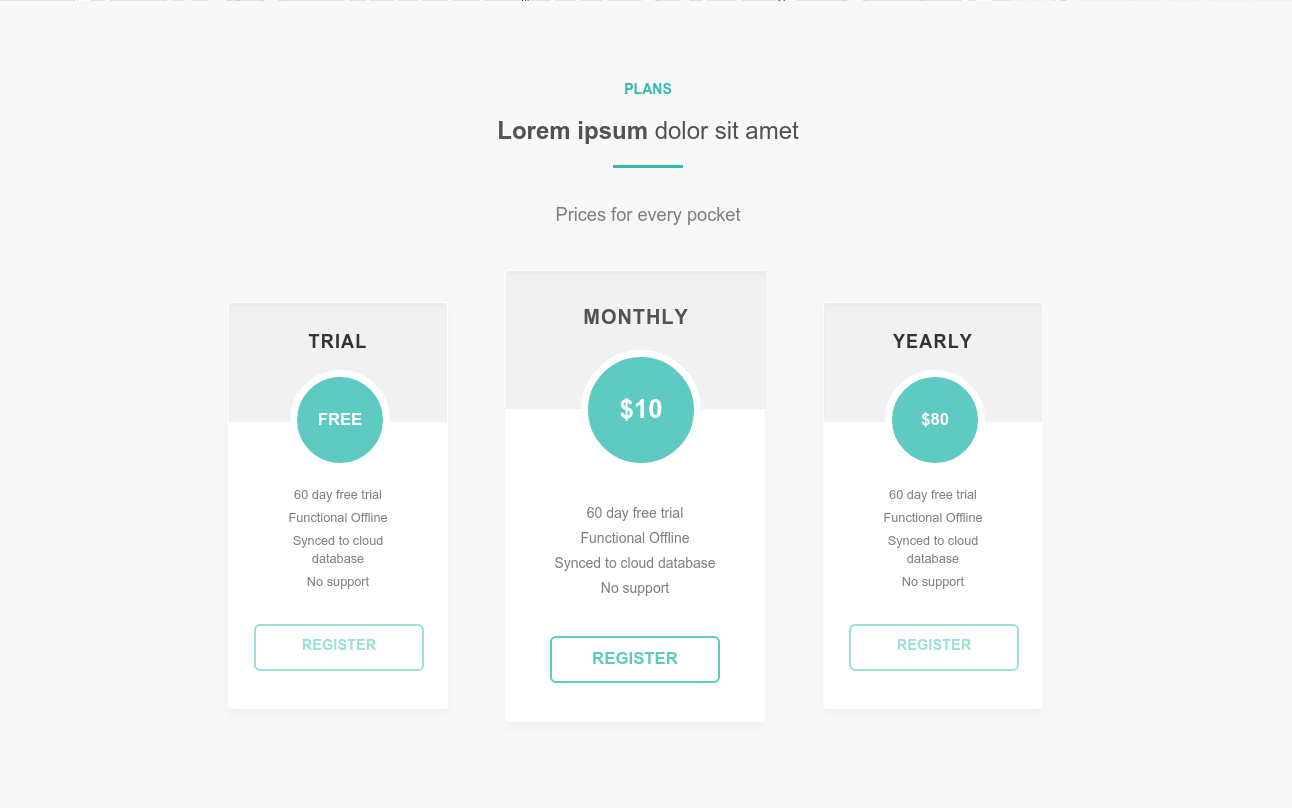 PLANS
Lorem ipsum dolor sit amet
Prices for every pocket
TRIAL
FREE
60 day free trial
Functional Offline
Synced to cloud
database
No support
REGISTER
MONTHLY
$10
60 day free trial
Functional Offline
Synced to cloud database
No support
REGISTER
YEARLY
$80
60 day free trial
Functional Offline
Synced to cloud
database
No support
REGISTER